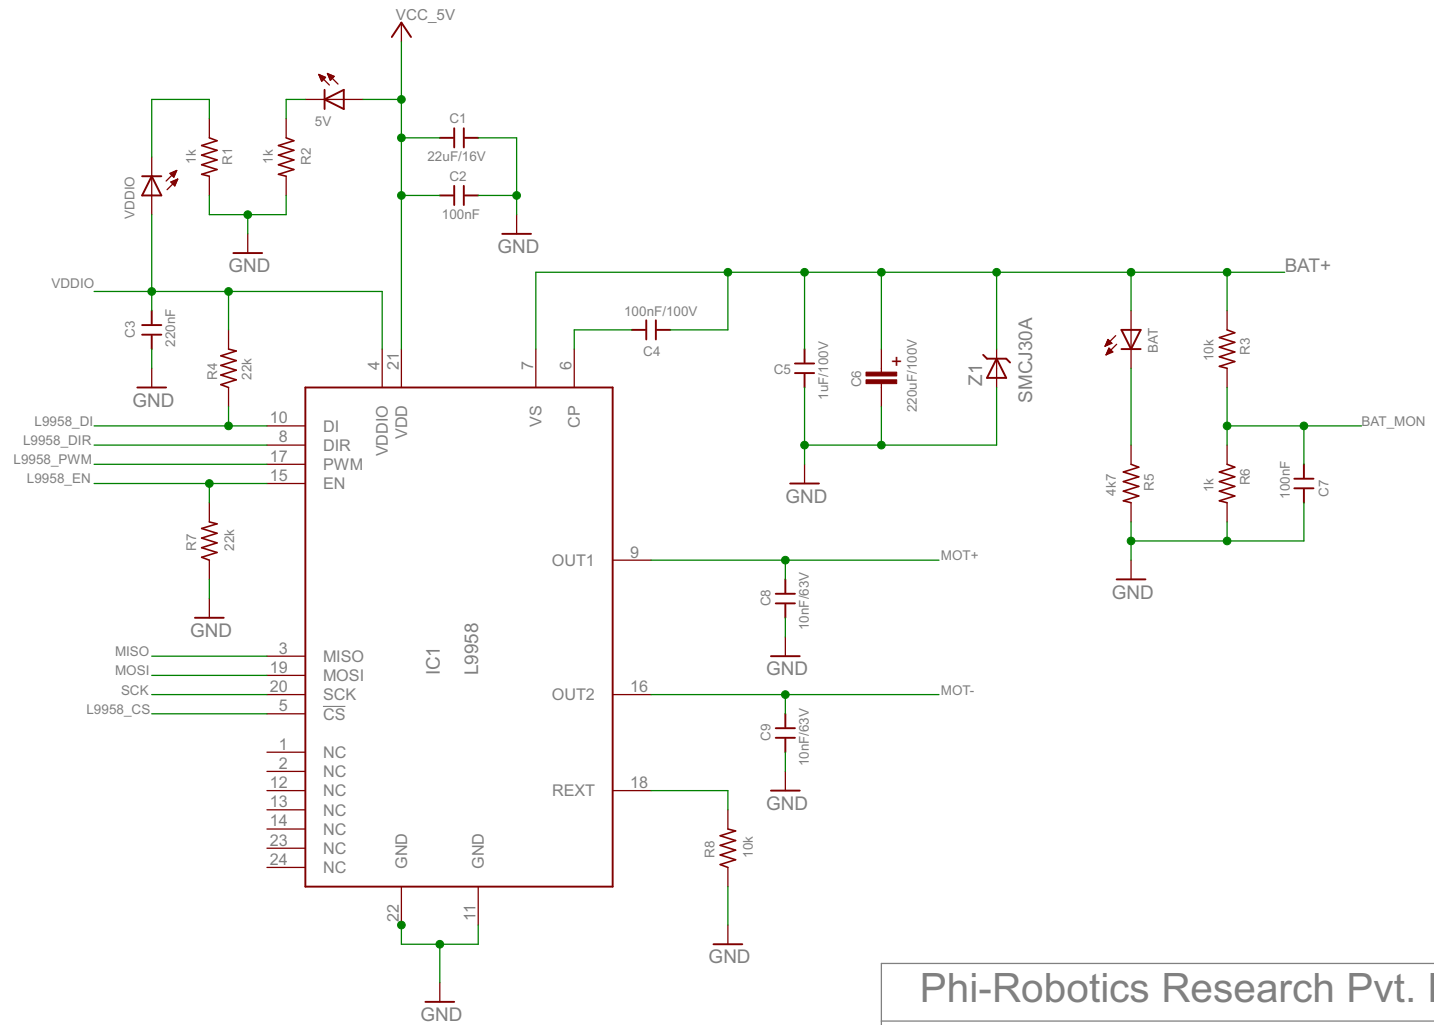 VCC_5V
5V
1k
R1
1k
R2
VDDIO
C1
22uF/16V
C2
100nF
GND
GND
VDDIO
C3
220nF
GND
R4
22k
4
21
7
6
VDDIO
VDD
VS
CP
100nF/100V
C4
C5
1uF/100V
C6
+
220uF/100V
Z1
SMCJ30A
GND
BAT+
BAT
10k
R3
BAT_MON
4k7
R5
1k
R6
100nF
C7
GND
L9958_DI
10
DI
L9958_DIR
8
DIR
L9958_PWM
17
PWM
L9958_EN
15
EN
R7
22k
GND
OUT1
9
MOT+
C8
10nF/63V
GND
IC1
L9958
MISO
3
MISO
MOSI
19
MOSI
SCK
20
SCK
L9958_CS
5
CS
OUT2
16
MOT-
C9
10nF/63V
GND
1
NC
2
NC
12
NC
13
NC
14
NC
23
NC
24
NC
REXT
18
R8
10k
GND
GND
GND
22
11
GND
Phi-Robotics Research Pvt.